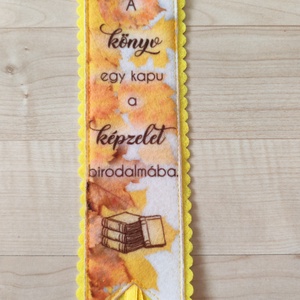 A
könyv
egy kapu
a
képzelet
birodalmába.